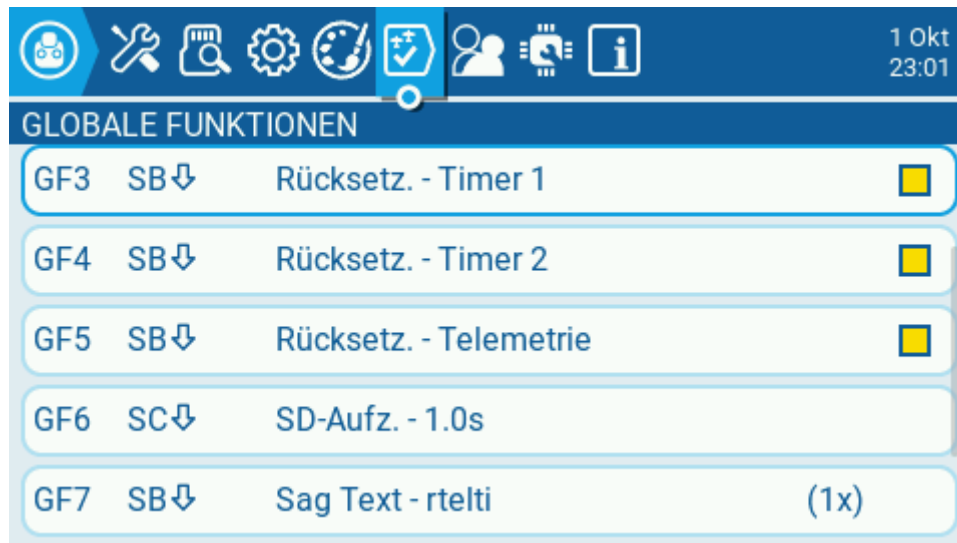 1 Okt
23:01
GLOBALE FUNKTIONEN
GF3 SB⇩ Rücksetz. - Timer 1
GF4 SB⇩ Rücksetz. - Timer 2
GF5 SB⇩ Rücksetz. - Telemetrie
GF6 SC⇩ SD-Aufz. - 1.0s
GF7 SB⇩ Sag Text - rtelti (1x)